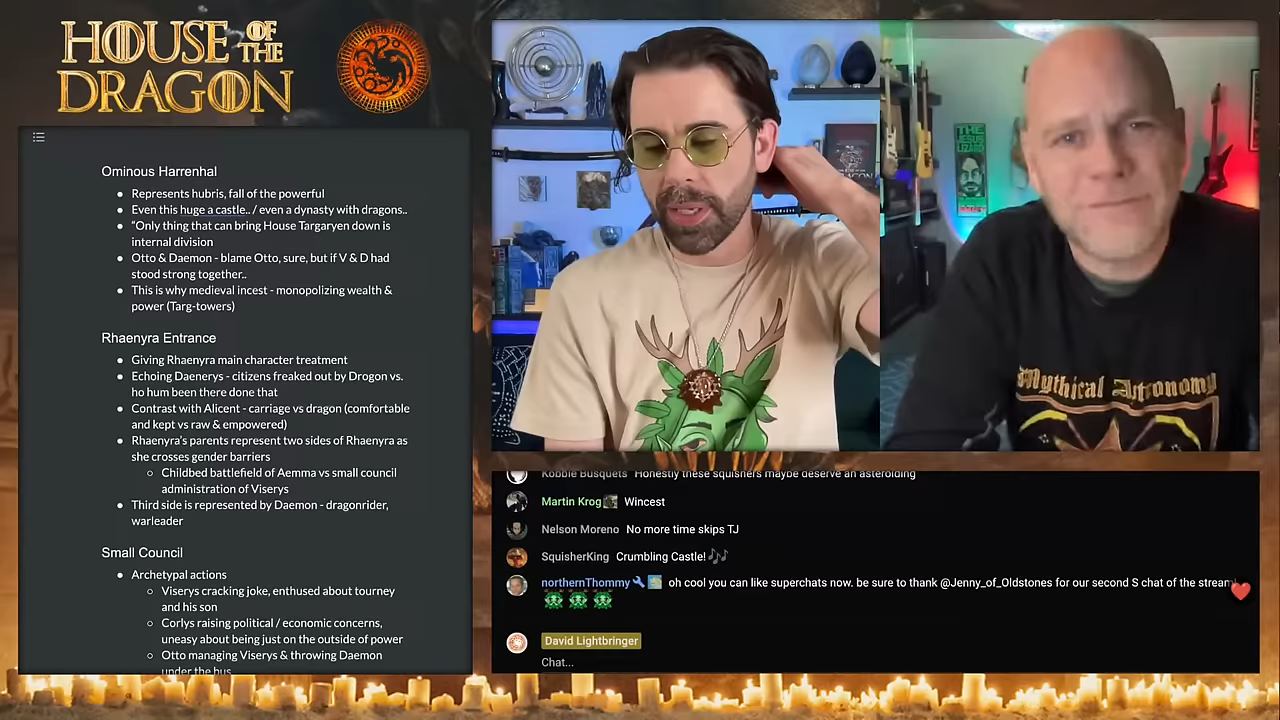 HOUSE OF THE
DRAGON
Ominous Harrenhal
Represents hubris, fall of the powerful
Even this huge a castle.. / even a dynasty with dragons..
"Only thing that can bring House Targaryen down is
internal division
Otto & Daemon - blame Otto, sure, but if V & D had
stood strong together..
This is why medieval incest - monopolizing wealth &
power (Targ-towers)
Rhaenyra Entrance
Giving Rhaenyra main character treatment
Echoing Daenerys - citizens freaked out by Drogon vs.
ho hum been there done that
Contrast with Alicent - carriage vs dragon (comfortable
and kept vs raw & empowered)
Rhaenyra's parents represent two sides of Rhaenyra as
she crosses gender barriers
Childbed battlefield of Aemma vs small council
administration of Viserys
Third side is represented by Daemon - dragonrider,
warleader
Small Council
Archetypal actions
Viserys cracking joke, enthused about tourney
and his son
Corlys raising political / economic concerns,
uneasy about being just on the outside of power
Otto managing Viserys & throwing Daemon
under the bus
THE
JESUS
LIZARD
Mythical Astronomy
Kobbie Busquets Honestly these squishers maybe deserve an asteroiding
Martin Krog Wincest
Nelson Moreno No more time skips TJ
SquisherKing Crumbling Castle!🎶
northernThommy oh cool you can like superchats now. be sure to thank @Jenny_of_Oldstones for our second S chat of the stream!
David Lightbringer
Chat...